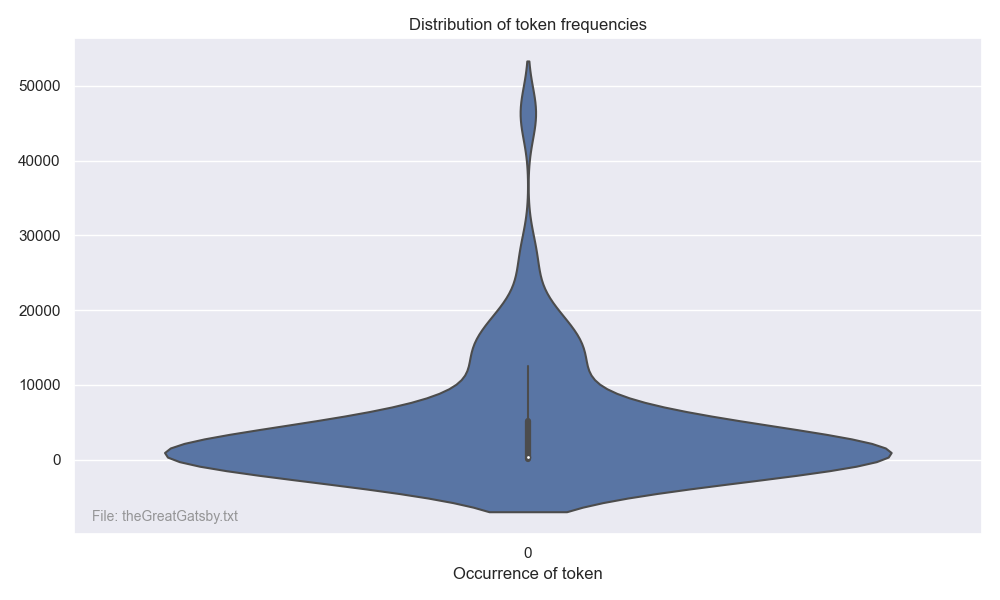 Distribution of token frequencies
50000
40000
30000
20000
10000
0
File: theGreatGatsby.txt
0
Occurrence of token